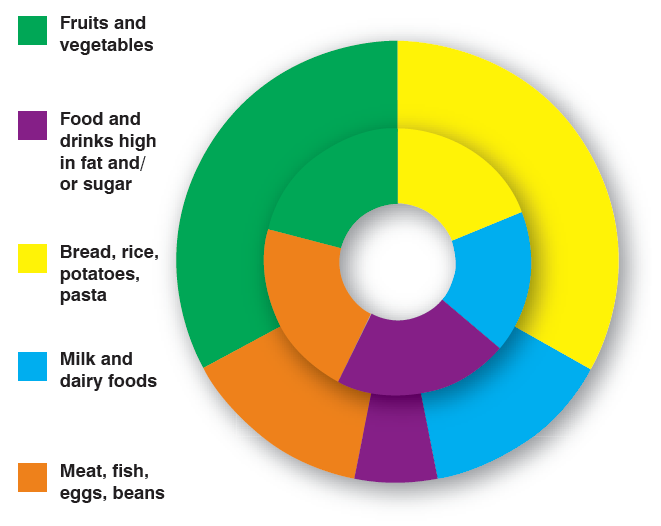 Fruits and
vegetables
Food and
drinks high
in fat and/
or sugar
Bread, rice,
potatoes,
pasta
Milk and
dairy foods
Meat, fish,
eggs, beans